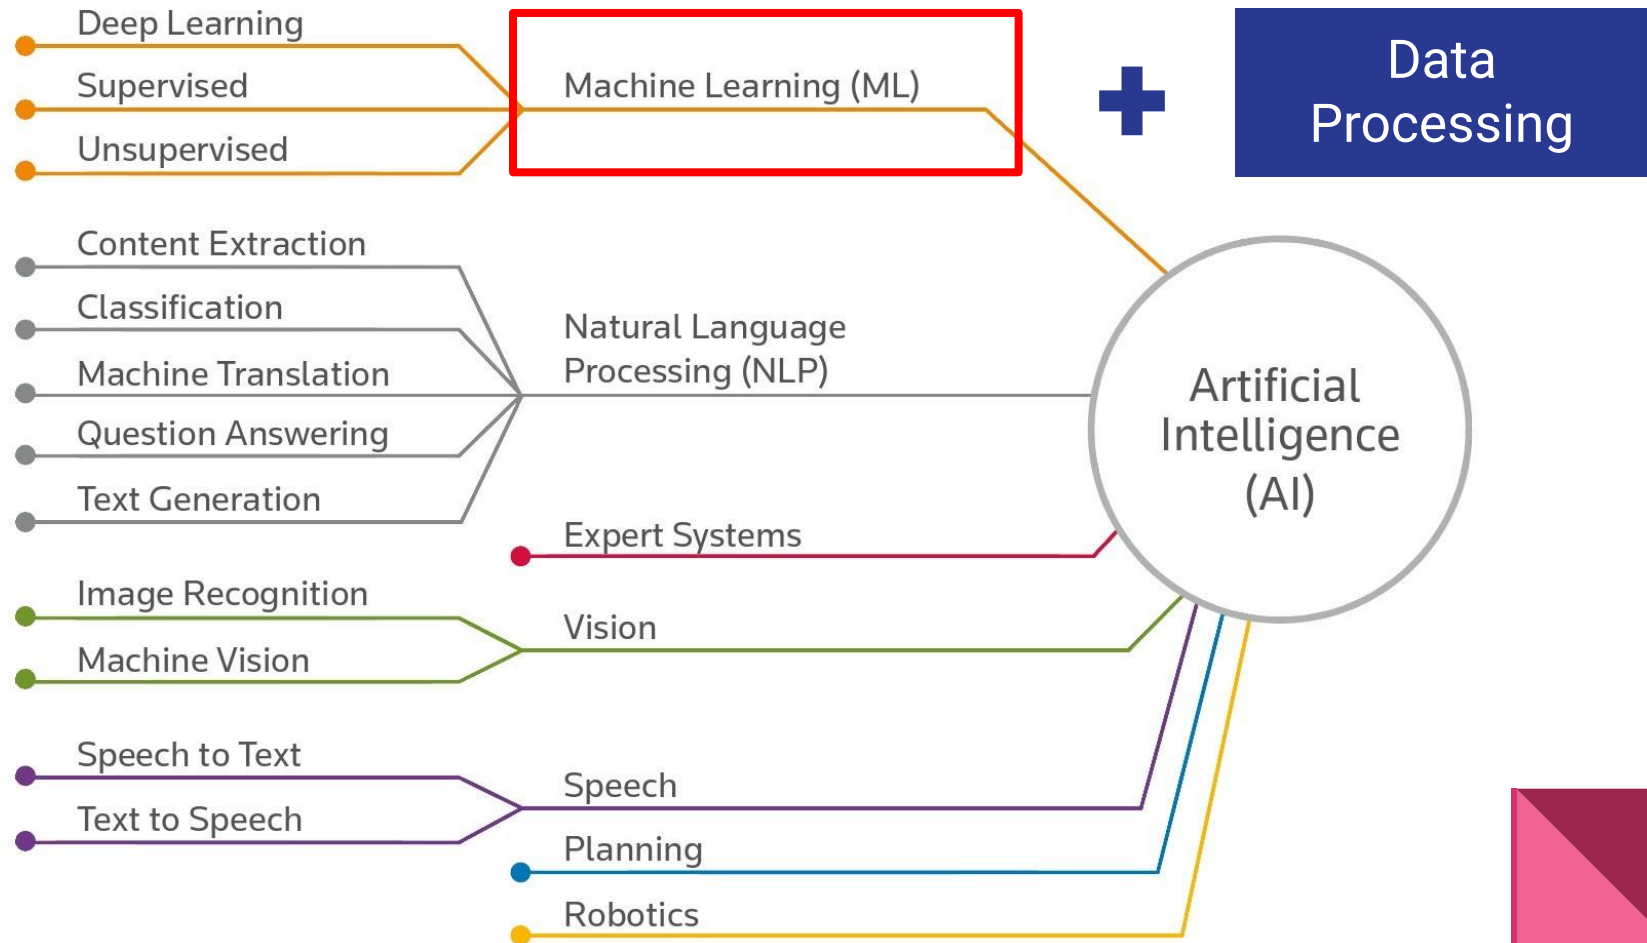 Deep Learning
Supervised
Unsupervised
Machine Learning (ML)
Data
Processing
Content Extraction
Classification
Machine Translation
Question Answering
Text Generation
Natural Language
Processing (NLP)
Artificial
Intelligence
(AI)
Expert Systems
Image Recognition
Machine Vision
Vision
Speech to Text
Text to Speech
Speech
Planning
Robotics